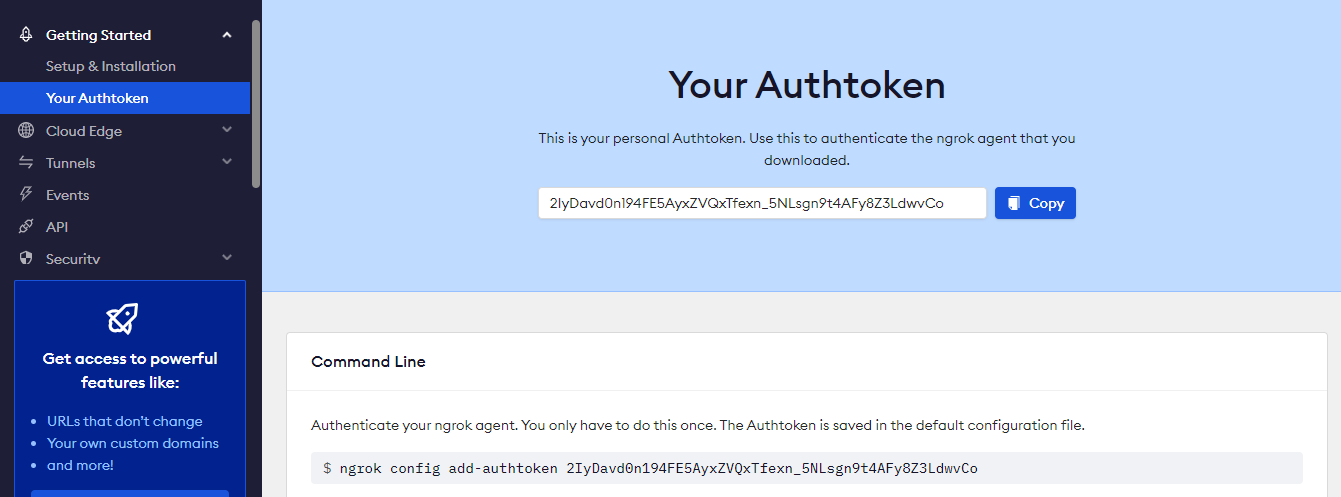 Getting Started
Setup & Installation
Your Authtoken
Cloud Edge
Tunnels
Events
API
Security
Get access to powerful
features like:
• URLs that don't change
• Your own custom domains
• and more!
Your Authtoken
This is your personal Authtoken. Use this to authenticate the ngrok agent that you
downloaded.
2IyDavd0n194FE5AyxZVQxTfexn_5NLsgn9t4AFy8Z3LdwvCo
Copy
Command Line
Authenticate your ngrok agent. You only have to do this once. The Authtoken is saved in the default configuration file.
$ ngrok config add-authtoken 2IyDavd0n194FE5AyxZVQxTfexn_5NLsgn9t4AFy8Z3LdwvCo